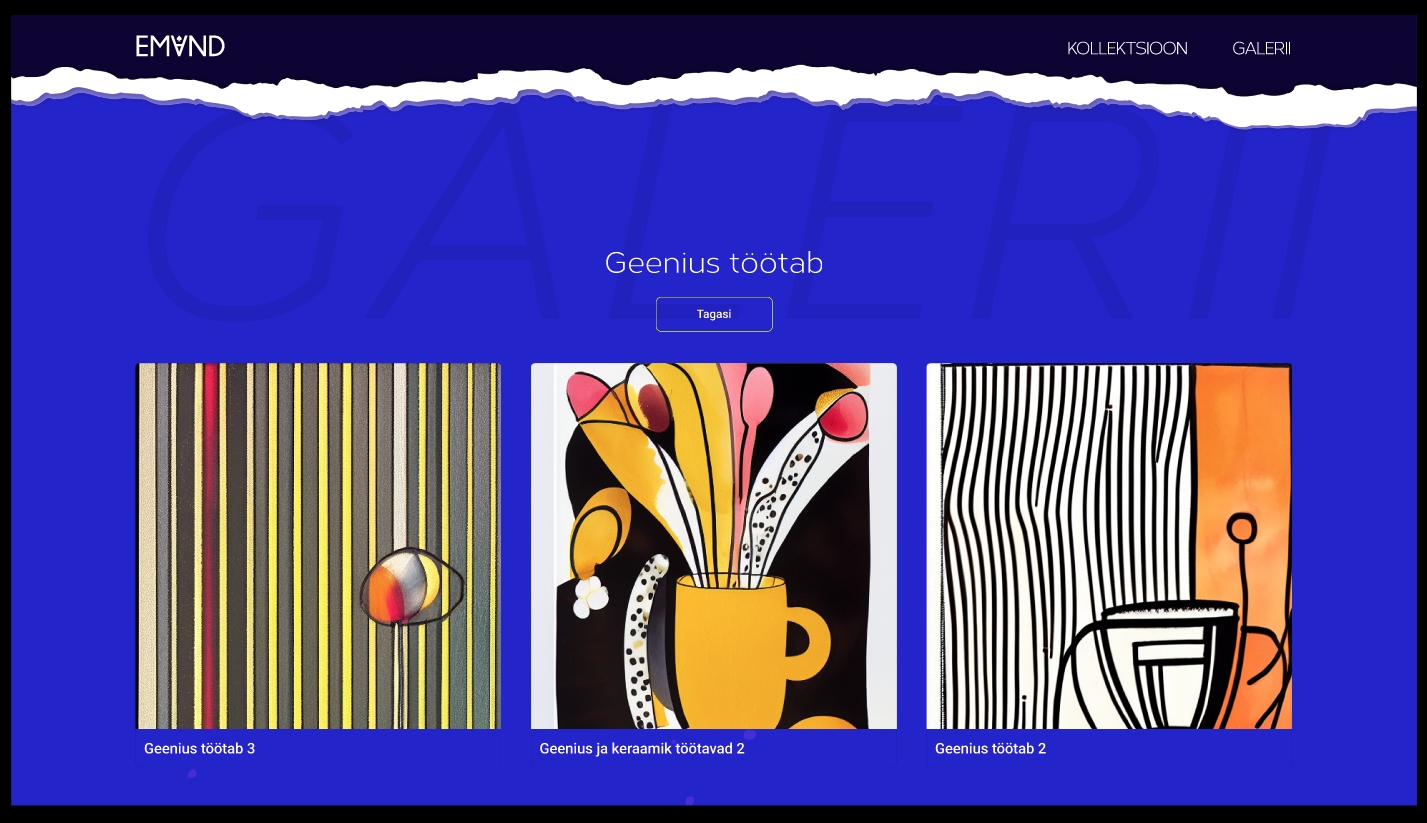 EMAND
KOLLEKTSIOON GALERII
GALERII
Geenius töötab
Tagasi
Geenius töötab 3
Geenius ja keraamik töötavad 2
Geenius töötab 2